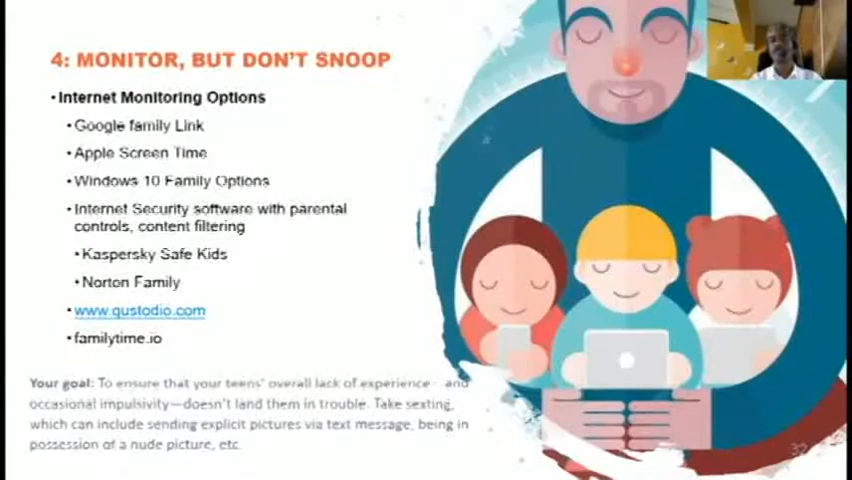 4: MONITOR, BUT DON'T SNOOP
•Internet Monitoring Options
•Google family Link
•Apple Screen Time
•Windows 10 Family Options
•Internet Security software with parental
controls, content filtering
•Kaspersky Safe Kids
•Norton Family
•www.qustodio.com
•familytime.io
Your goal: To ensure that your teens' overall lack of experience—and
occasional impulsivity—doesn't land them in trouble. Take sexting,
which can include sending explicit pictures via text message, being in
possession of a nude picture, etc.
32